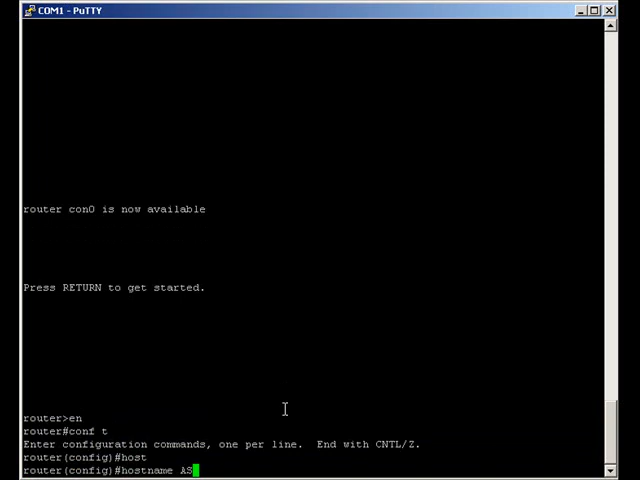 COM1 - PuTTY
router con0 is now available
Press RETURN to get started.
router>en
router#conf t
Enter configuration commands, one per line.  End with CNTL/Z.
router(config)#host
router(config)#hostname AS